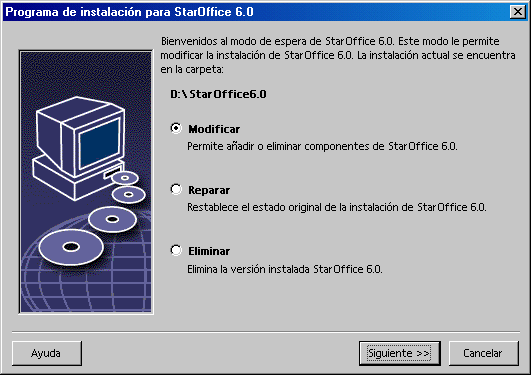 Programa de instalación para StarOffice 6.0
Bienvenidos al modo de espera de StarOffice 6.0. Este modo le permite
modificar la instalación de StarOffice 6.0. La instalación actual se encuentra
en la carpeta:
D:\StarOffice6.0
Modificar
Permite añadir o eliminar componentes de StarOffice 6.0.
Reparar
Restablece el estado original de la instalación de StarOffice 6.0.
Eliminar
Elimina la versión instalada StarOffice 6.0.
Ayuda
Siguiente >>
Cancelar